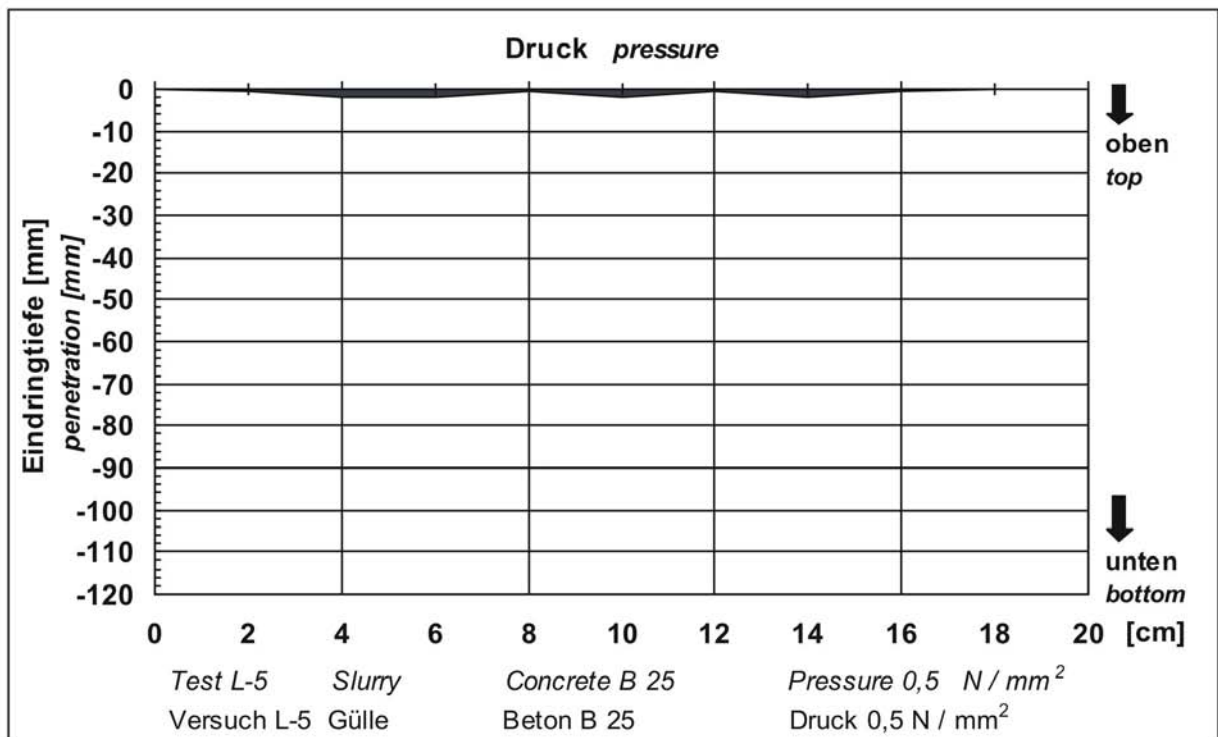 Druck pressure
0
-10
-20
-30
-40
-50
-60
-70
-80
-90
-100
-110
-120
Eindringtiefe [mm]
penetration [mm]
oben
top
unten
bottom
0 2 4 6 8 10 12 14 16 18 20 [cm]
Test L-5 Slurry Concrete B 25 Pressure 0,5 N / mm²
Versuch L-5 Gülle Beton B 25 Druck 0,5 N / mm²